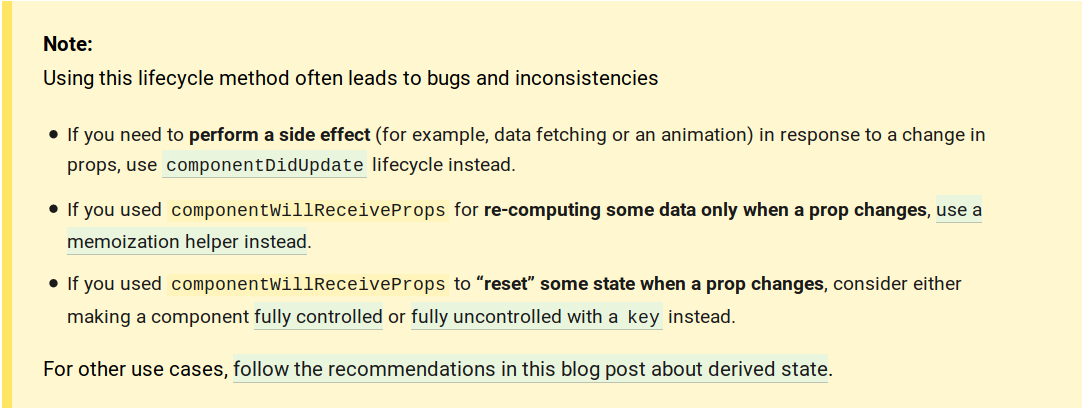 Note:
Using this lifecycle method often leads to bugs and inconsistencies
● If you need to perform a side effect (for example, data fetching or an animation) in response to a change in
props, use componentDidUpdate lifecycle instead.
● If you used componentWillReceiveProps for re-computing some data only when a prop changes, use a
memoization helper instead.
● If you used componentWillReceiveProps to “reset” some state when a prop changes, consider either
making a component fully controlled or fully uncontrolled with a key instead.
For other use cases, follow the recommendations in this blog post about derived state.